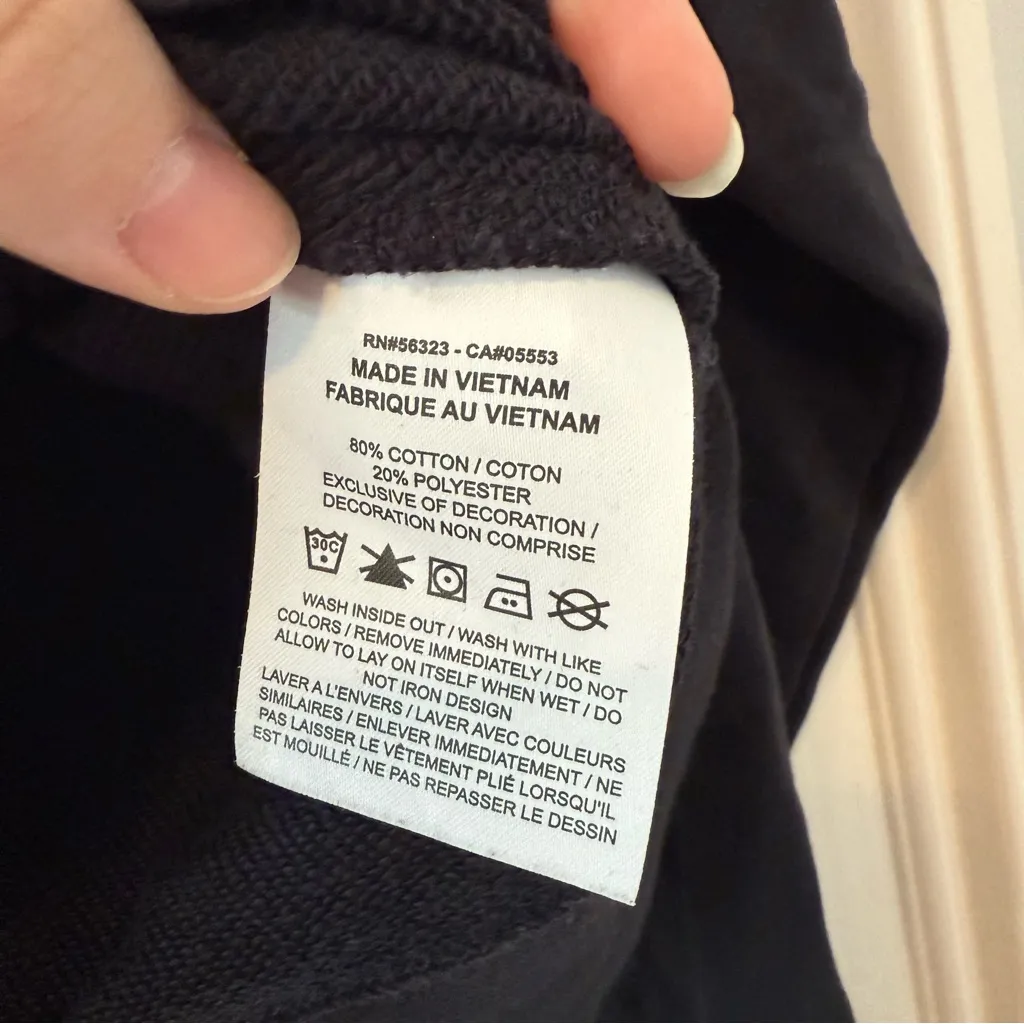 RN#56323 - CA#05553
MADE IN VIETNAM
FABRIQUE AU VIETNAM
80% COTTON / COTON
20% POLYESTER
EXCLUSIVE OF DECORATION /
DECORATION NON COMPRISE
30C
WASH INSIDE OUT / WASH WITH LIKE
COLORS / REMOVE IMMEDIATELY / DO NOT
ALLOW TO LAY ON ITSELF WHEN WET / DO
NOT IRON DESIGN
LAVER A L'ENVERS / LAVER AVEC COULEURS
SIMILAIRES / ENLEVER IMMEDIATEMENT / NE
PAS LAISSER LE VÊTEMENT PLIÉ LORSQU'IL
EST MOUILLÉ / NE PAS REPASSER LE DESSIN